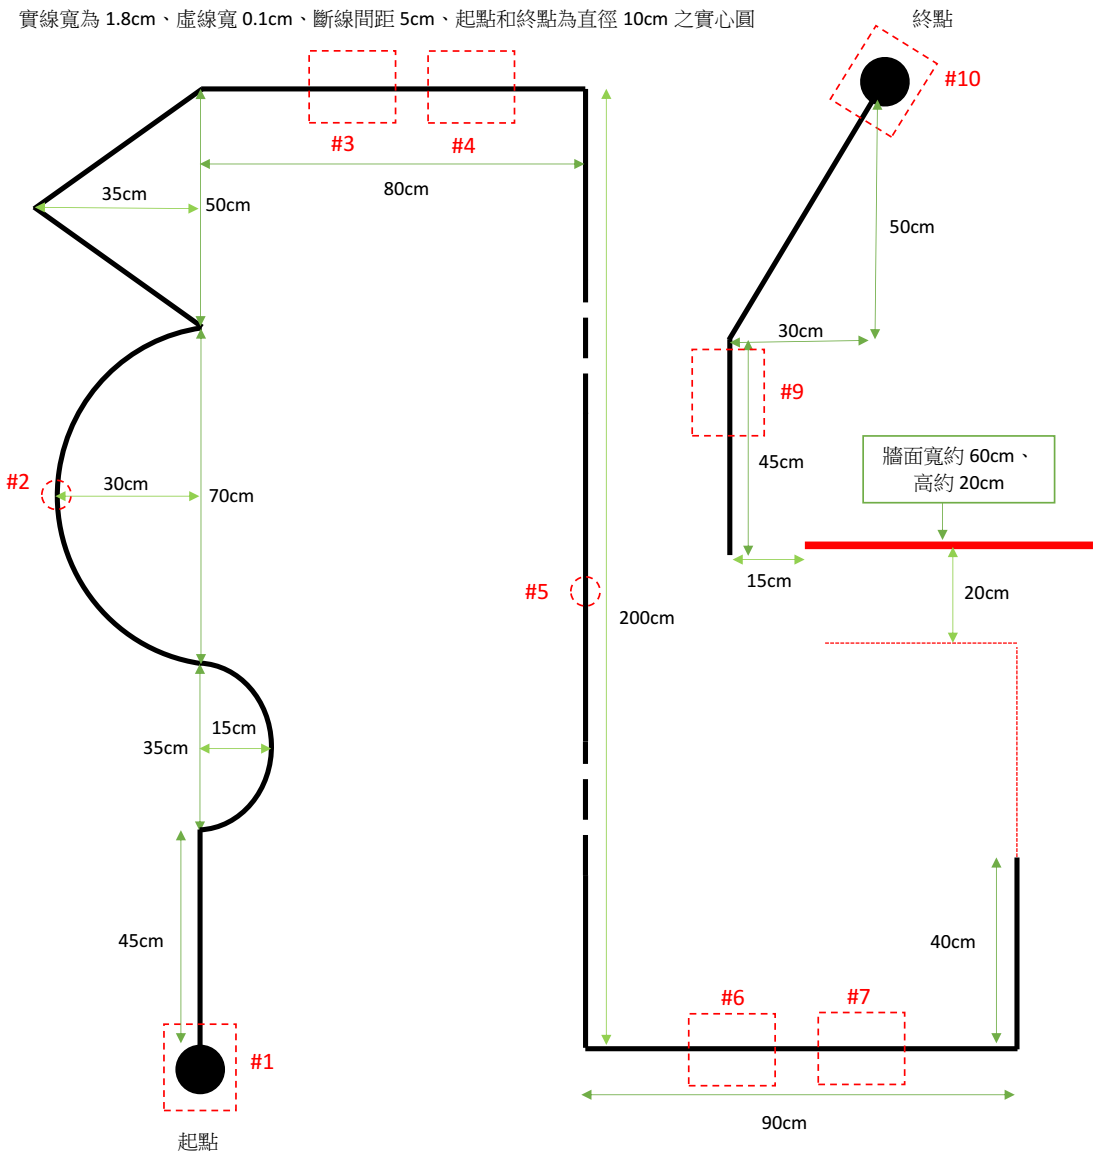 實線寬為 1.8cm、虛線寬 0.1cm、斷線間距 5cm、起點和終點為直徑 10cm 之實心圓
終點
#10
#3
#4
80cm
35cm
50cm
50cm
30cm
#9
45cm
牆面寬約 60cm、
高約 20cm
#2
30cm
70cm
15cm
#5
20cm
200cm
15cm
35cm
45cm
40cm
#6
#7
#1
90cm
起點